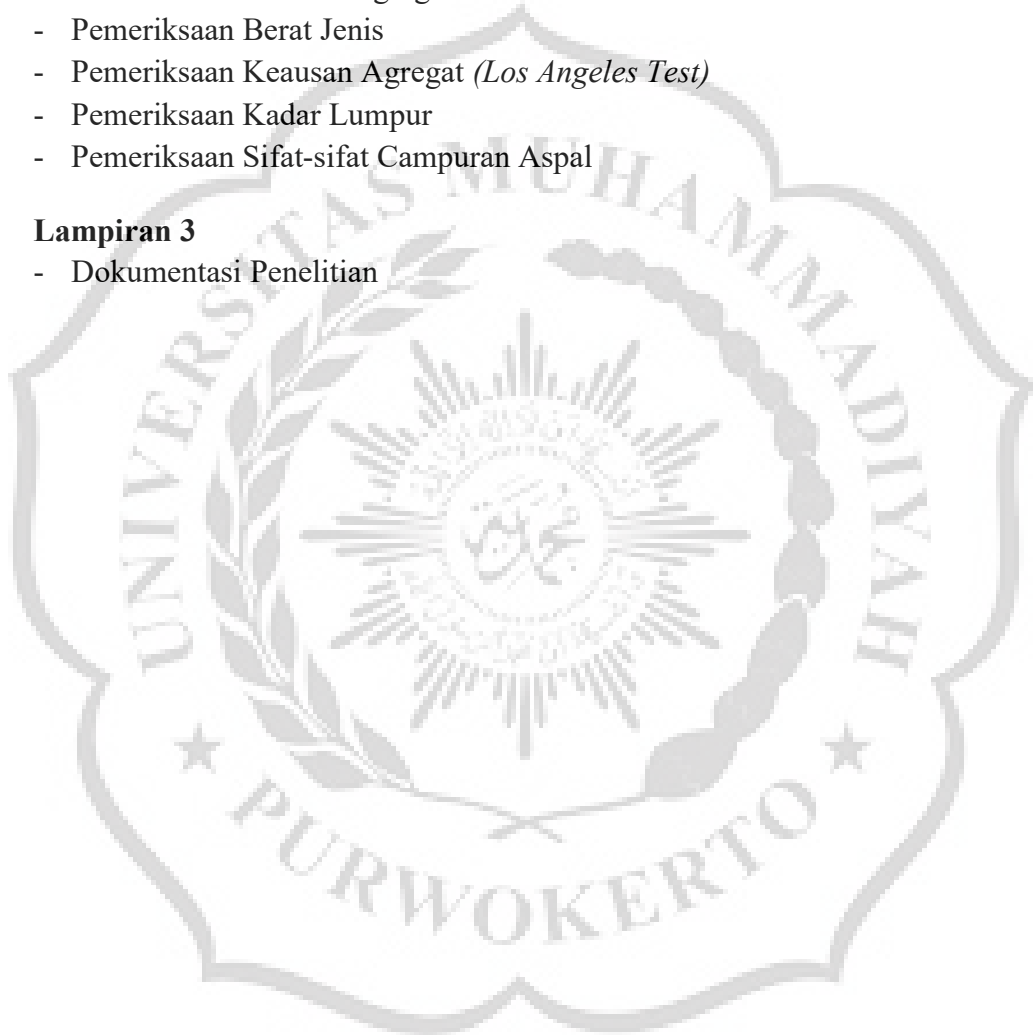 - Pemeriksaan Berat Jenis
- Pemeriksaan Keausan Agregat (Los Angeles Test)
- Pemeriksaan Kadar Lumpur
- Pemeriksaan Sifat-sifat Campuran Aspal
Lampiran 3
- Dokumentasi Penelitian
UNIVERSITAS MUHAMMADIYAH
PURWOKERTO